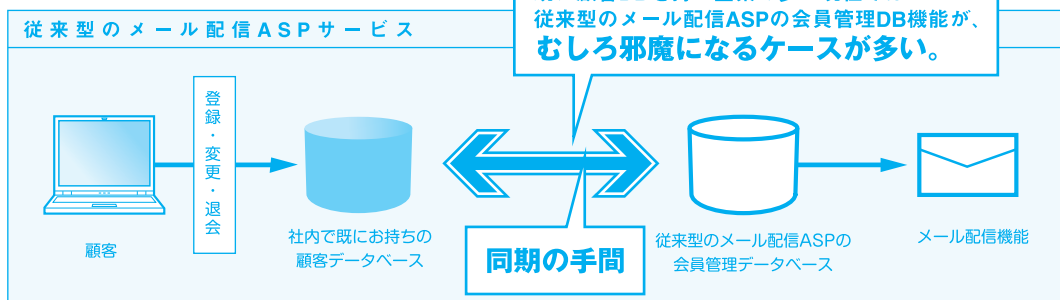 従来型のメール配信ASPサービス
従来型のメール配信ASPの会員管理DB機能が、
むしろ邪魔になるケースが多い。
登録・変更・退会
顧客
社内で既にお持ちの
顧客データベース
同期の手間
従来型のメール配信ASPの
会員管理データベース
メール配信機能